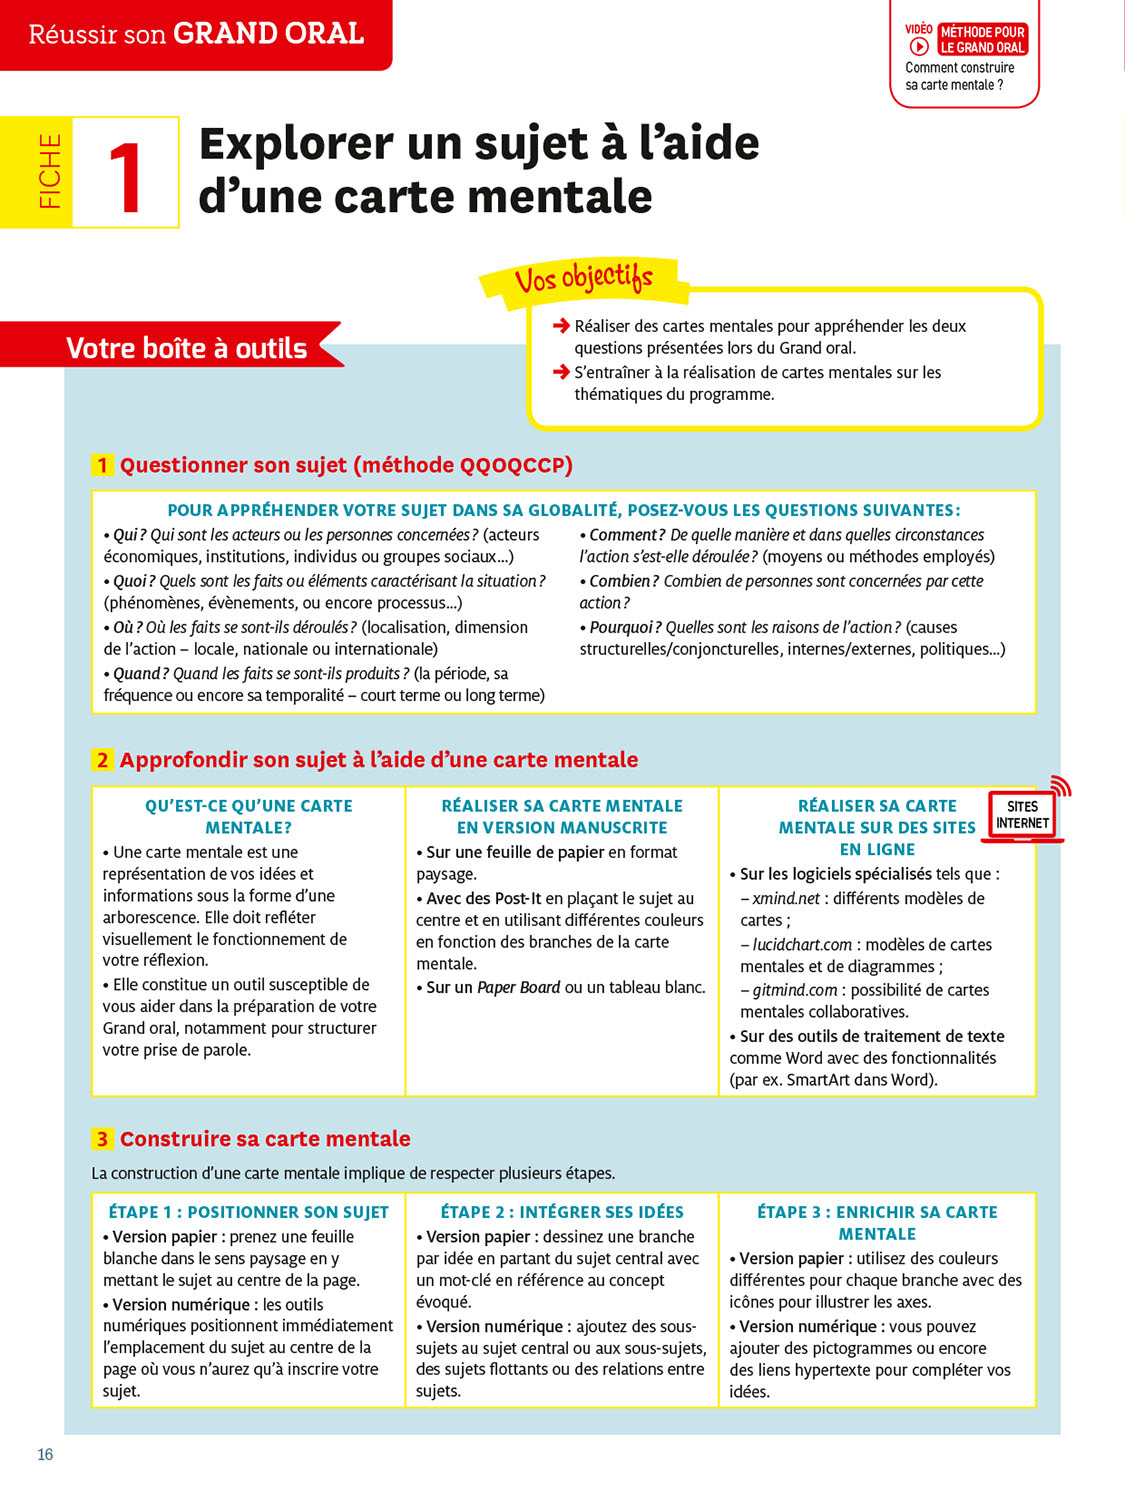 Réussir son GRAND ORAL
VIDÉO
MÉTHODE POUR
LE GRAND ORAL
Comment construire
sa carte mentale ?
FICHE
1
Explorer un sujet à l'aide
d'une carte mentale
Vos objectifs
Réaliser des cartes mentales pour appréhender les deux
questions présentées lors du Grand oral.
S'entraîner à la réalisation de cartes mentales sur les
thématiques du programme.
Votre boîte à outils
1 Questionner son sujet (méthode QQOQCCP)
POUR APPRÉHENDER VOTRE SUJET DANS SA GLOBALITÉ, POSEZ-VOUS LES QUESTIONS SUIVANTES :
• Qui ? Qui sont les acteurs ou les personnes concernées ? (acteurs
économiques, institutions, individus ou groupes sociaux...)
• Quoi ? Quels sont les faits ou éléments caractérisant la situation ?
(phénomènes, évènements, ou encore processus...)
• Où ? Où les faits se sont-ils déroulés ? (localisation, dimension
de l'action – locale, nationale ou internationale)
• Quand ? Quand les faits se sont-ils produits ? (la période, sa
fréquence ou encore sa temporalité – court terme ou long terme)
• Comment ? De quelle manière et dans quelles circonstances
l'action s'est-elle déroulée ? (moyens ou méthodes employés)
• Combien ? Combien de personnes sont concernées par cette
action ?
• Pourquoi ? Quelles sont les raisons de l'action ? (causes
structurelles/conjoncturelles, internes/externes, politiques...)
2 Approfondir son sujet à l'aide d'une carte mentale
QU'EST-CE QU'UNE CARTE
MENTALE ?
• Une carte mentale est une
représentation de vos idées et
informations sous la forme d'une
arborescence. Elle doit refléter
visuellement le fonctionnement de
votre réflexion.
• Elle constitue un outil susceptible de
vous aider dans la préparation de votre
Grand oral, notamment pour structurer
votre prise de parole.
RÉALISER SA CARTE MENTALE
EN VERSION MANUSCRITE
• Sur une feuille de papier en format
paysage.
• Avec des Post-It en plaçant le sujet au
centre et en utilisant différentes couleurs
en fonction des branches de la carte
mentale.
• Sur un Paper Board ou un tableau blanc.
RÉALISER SA CARTE
MENTALE SUR DES SITES
EN LIGNE
SITES
INTERNET
• Sur les logiciels spécialisés tels que :
– xmind.net : différents modèles de
cartes ;
– lucidchart.com : modèles de cartes
mentales et de diagrammes ;
– gitmind.com : possibilité de cartes
mentales collaboratives.
• Sur des outils de traitement de texte
comme Word avec des fonctionnalités
(par ex. SmartArt dans Word).
3 Construire sa carte mentale
La construction d'une carte mentale implique de respecter plusieurs étapes.
ÉTAPE 1 : POSITIONNER SON SUJET
• Version papier : prenez une feuille
blanche dans le sens paysage en y
mettant le sujet au centre de la page.
• Version numérique : les outils
numériques positionnent immédiatement
l'emplacement du sujet au centre de la
page où vous n'aurez qu'à inscrire votre
sujet.
ÉTAPE 2 : INTÉGRER SES IDÉES
• Version papier : dessinez une branche
par idée en partant du sujet central avec
un mot-clé en référence au concept
évoqué.
• Version numérique : ajoutez des sous-
sujets au sujet central ou aux sous-sujets,
des sujets flottants ou des relations entre
sujets.
ÉTAPE 3 : ENRICHIR SA CARTE
MENTALE
• Version papier : utilisez des couleurs
différentes pour chaque branche avec des
icônes pour illustrer les axes.
• Version numérique : vous pouvez
ajouter des pictogrammes ou encore
des liens hypertexte pour compléter vos
idées.
16